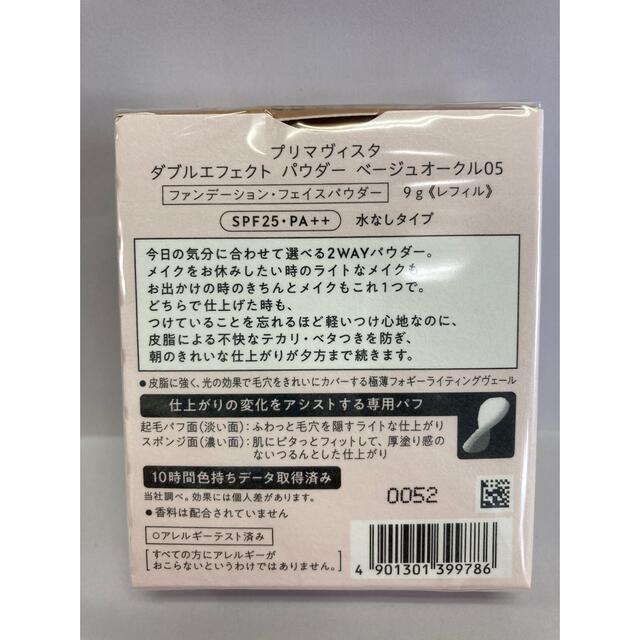 プリマヴィスタ
ダブルエフェクト パウダー ベージュオークル05
ファンデーション・フェイスパウダー 9g《レフィル》
SPF25・PA++ 水なしタイプ
今日の気分に合わせて選べる2WAYパウダー。
メイクをお休みしたい時のライトなメイクも
お出かけの時のきちんとメイクもこれ1つで。
どちらで仕上げた時も、
つけていることを忘れるほど軽いつけ心地なのに、
皮脂による不快なテカリ・ベタつきを防ぎ、
朝のきれいな仕上がりが夕方まで続きます。
●皮脂に強く、光の効果で毛穴をきれいにカバーする極薄フォギーライティングヴェール
仕上がりの変化をアシストする専用パフ
起毛パフ面(淡い面):ふわっと毛穴を隠すライトな仕上がり
スポンジ面(濃い面):肌にピタっとフィットして、厚塗り感の
ないつるんとした仕上がり
10時間色持ちデータ取得済み
当社調べ。効果には個人差があります。
●香料は配合されていません
0052
○アレルギーテスト済み
[すべての方にアレルギーが
おこらないというわけではありません。]
4 901301 399786